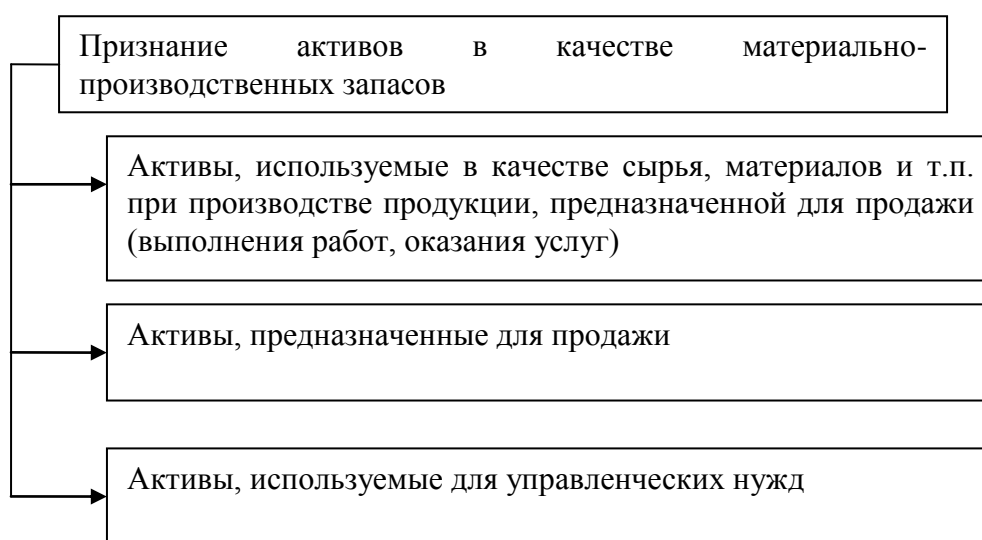 Признание активов в качестве материально-
производственных запасов
Активы, используемые в качестве сырья, материалов и т.п.
при производстве продукции, предназначенной для продажи
(выполнения работ, оказания услуг)
Активы, предназначенные для продажи
Активы, используемые для управленческих нужд